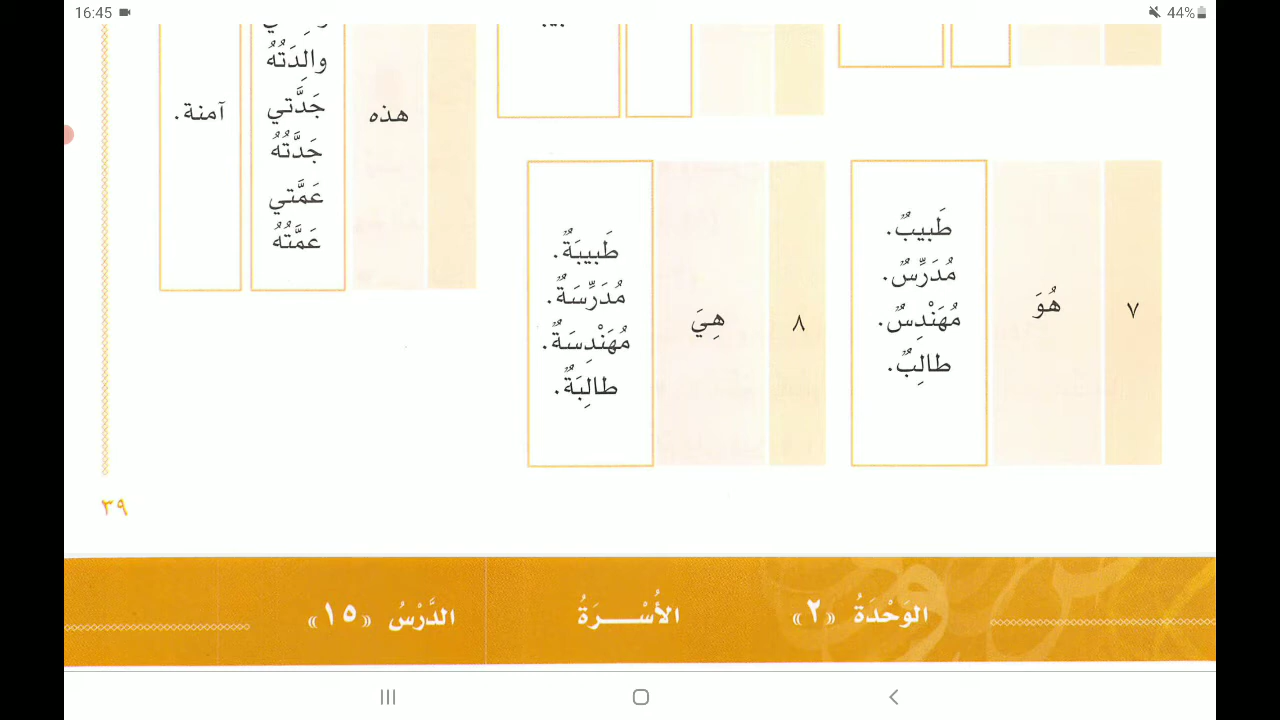 16:45
44%
والِدَتُهُ
جَدَّتي
جَدَّتُهُ
عَمَّتي
عَمَّتُهُ
هذه
آمنة.
٧
هُوَ
طَبيبٌ.
مُدَرِّسٌ.
مُهَنْدِسٌ.
طالِبٌ.
٨
هِيَ
طَبيبَةٌ.
مُدَرِّسَةٌ.
مُهَنْدِسَةٌ.
طالِبَةٌ.
٣٩
الوَحْدَةُ «٢» الأُسْـــرَةُ الدَّرْسُ «١٥»